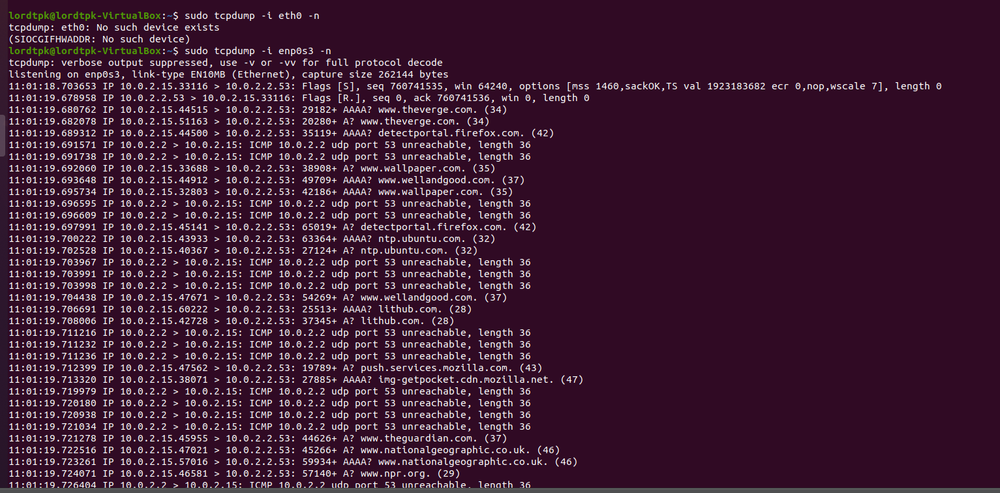 lordtpk@lordtpk-VirtualBox:~$ sudo tcpdump -i eth0 -n
tcpdump: eth0: No such device exists
(SIOCGIFHWADDR: No such device)
lordtpk@lordtpk-VirtualBox:~$ sudo tcpdump -i enp0s3 -n
tcpdump: verbose output suppressed, use -v or -vv for full protocol decode
listening on enp0s3, link-type EN10MB (Ethernet), capture size 262144 bytes
11:01:18.703653 IP 10.0.2.15.33116 > 10.0.2.2.53: Flags [S], seq 760741535, win 64240, options [mss 1460,sackOK,TS val 1923183682 ecr 0,nop,wscale 7], length 0
11:01:19.678958 IP 10.0.2.2.53 > 10.0.2.15.33116: Flags [R.], seq 0, ack 760741536, win 0, length 0
11:01:19.680762 IP 10.0.2.15.44515 > 10.0.2.2.53: 29182+ AAAA? www.theverge.com. (34)
11:01:19.682078 IP 10.0.2.15.51163 > 10.0.2.2.53: 20280+ A? www.theverge.com. (34)
11:01:19.689312 IP 10.0.2.15.44500 > 10.0.2.2.53: 35119+ AAAA? detectportal.firefox.com. (42)
11:01:19.691571 IP 10.0.2.2 > 10.0.2.15: ICMP 10.0.2.2 udp port 53 unreachable, length 36
11:01:19.691738 IP 10.0.2.2 > 10.0.2.15: ICMP 10.0.2.2 udp port 53 unreachable, length 36
11:01:19.692060 IP 10.0.2.15.33688 > 10.0.2.2.53: 38908+ A? www.wallpaper.com. (35)
11:01:19.693648 IP 10.0.2.15.44912 > 10.0.2.2.53: 49709+ AAAA? www.wellandgood.com. (37)
11:01:19.695734 IP 10.0.2.15.32803 > 10.0.2.2.53: 42186+ AAAA? www.wallpaper.com. (35)
11:01:19.696595 IP 10.0.2.2 > 10.0.2.15: ICMP 10.0.2.2 udp port 53 unreachable, length 36
11:01:19.696609 IP 10.0.2.2 > 10.0.2.15: ICMP 10.0.2.2 udp port 53 unreachable, length 36
11:01:19.697991 IP 10.0.2.15.45141 > 10.0.2.2.53: 65019+ A? detectportal.firefox.com. (42)
11:01:19.700222 IP 10.0.2.15.43933 > 10.0.2.2.53: 63364+ AAAA? ntp.ubuntu.com. (32)
11:01:19.702528 IP 10.0.2.15.40367 > 10.0.2.2.53: 27124+ A? ntp.ubuntu.com. (32)
11:01:19.703967 IP 10.0.2.2 > 10.0.2.15: ICMP 10.0.2.2 udp port 53 unreachable, length 36
11:01:19.703991 IP 10.0.2.2 > 10.0.2.15: ICMP 10.0.2.2 udp port 53 unreachable, length 36
11:01:19.703998 IP 10.0.2.2 > 10.0.2.15: ICMP 10.0.2.2 udp port 53 unreachable, length 36
11:01:19.704438 IP 10.0.2.15.47671 > 10.0.2.2.53: 54269+ A? www.wellandgood.com. (37)
11:01:19.706691 IP 10.0.2.15.60222 > 10.0.2.2.53: 25513+ AAAA? lithub.com. (28)
11:01:19.708006 IP 10.0.2.15.42728 > 10.0.2.2.53: 37345+ A? lithub.com. (28)
11:01:19.711216 IP 10.0.2.2 > 10.0.2.15: ICMP 10.0.2.2 udp port 53 unreachable, length 36
11:01:19.711232 IP 10.0.2.2 > 10.0.2.15: ICMP 10.0.2.2 udp port 53 unreachable, length 36
11:01:19.711236 IP 10.0.2.2 > 10.0.2.15: ICMP 10.0.2.2 udp port 53 unreachable, length 36
11:01:19.712399 IP 10.0.2.15.47562 > 10.0.2.2.53: 19789+ A? push.services.mozilla.com. (43)
11:01:19.713320 IP 10.0.2.15.38071 > 10.0.2.2.53: 27885+ AAAA? img-getpocket.cdn.mozilla.net. (47)
11:01:19.719979 IP 10.0.2.2 > 10.0.2.15: ICMP 10.0.2.2 udp port 53 unreachable, length 36
11:01:19.720180 IP 10.0.2.2 > 10.0.2.15: ICMP 10.0.2.2 udp port 53 unreachable, length 36
11:01:19.720938 IP 10.0.2.2 > 10.0.2.15: ICMP 10.0.2.2 udp port 53 unreachable, length 36
11:01:19.721034 IP 10.0.2.2 > 10.0.2.15: ICMP 10.0.2.2 udp port 53 unreachable, length 36
11:01:19.721278 IP 10.0.2.15.45955 > 10.0.2.2.53: 44626+ A? www.theguardian.com. (37)
11:01:19.722516 IP 10.0.2.15.47021 > 10.0.2.2.53: 45266+ A? www.nationalgeographic.co.uk. (46)
11:01:19.723261 IP 10.0.2.15.57016 > 10.0.2.2.53: 59934+ AAAA? www.nationalgeographic.co.uk. (46)
11:01:19.724071 IP 10.0.2.15.46581 > 10.0.2.2.53: 57140+ A? www.npr.org. (29)
11:01:19.726404 IP 10.0.2.2 > 10.0.2.15: ICMP 10.0.2.2 udp port 53 unreachable, length 36